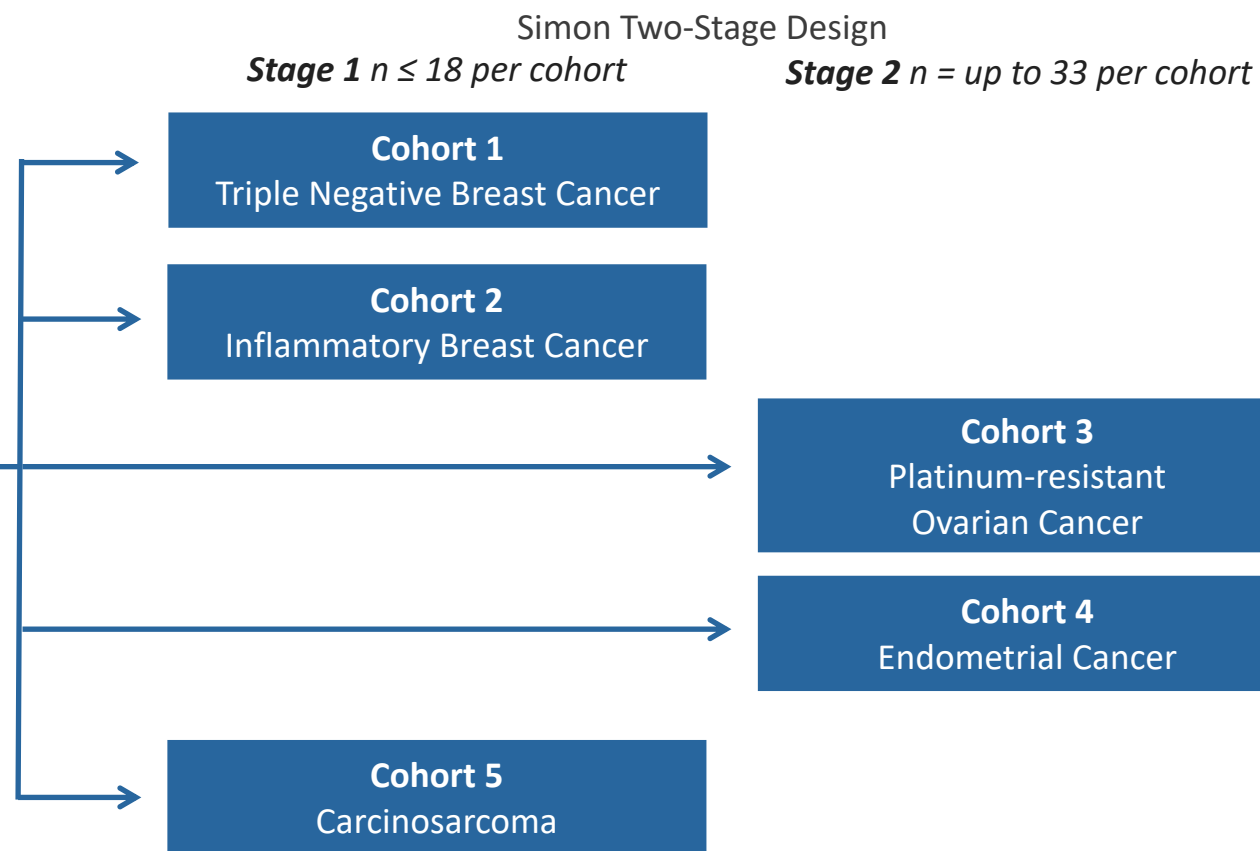 Simon Two-Stage Design
Stage 1 n ≤ 18 per cohort
Stage 2 n = up to 33 per cohort
Cohort 1
Triple Negative Breast Cancer
Cohort 2
Inflammatory Breast Cancer
Cohort 3
Platinum-resistant
Ovarian Cancer
Cohort 4
Endometrial Cancer
Cohort 5
Carcinosarcoma